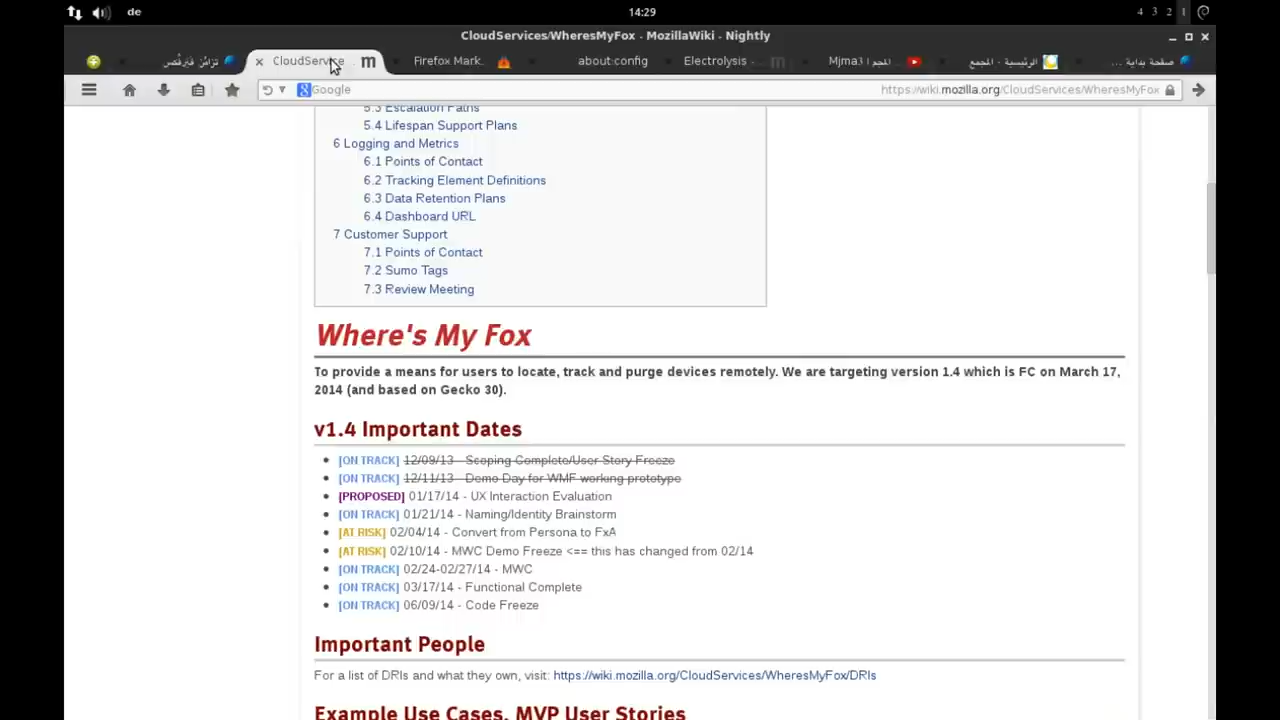 de
14:29
4 3 2 1
CloudServices/WheresMyFox - MozillaWiki - Nightly
CloudService
Firefox Mark.
about:config
Electrolysis -
Mjma3 المجمع
الرئيسية - المجمع
صفحة بداية ...
Google
https://wiki.mozilla.org/CloudServices/WheresMyFox
5.3 Escalation Paths
5.4 Lifespan Support Plans
6 Logging and Metrics
6.1 Points of Contact
6.2 Tracking Element Definitions
6.3 Data Retention Plans
6.4 Dashboard URL
7 Customer Support
7.1 Points of Contact
7.2 Sumo Tags
7.3 Review Meeting
Where's My Fox
To provide a means for users to locate, track and purge devices remotely. We are targeting version 1.4 which is FC on March 17,
2014 (and based on Gecko 30).
v1.4 Important Dates
[ON TRACK] 12/09/13 - Scoping Complete/User Story Freeze
[ON TRACK] 12/11/13 - Demo Day for WMF working prototype
[PROPOSED] 01/17/14 - UX Interaction Evaluation
[ON TRACK] 01/21/14 - Naming/Identity Brainstorm
[AT RISK] 02/04/14 - Convert from Persona to FxA
[AT RISK] 02/10/14 - MWC Demo Freeze <== this has changed from 02/14
[ON TRACK] 02/24-02/27/14 - MWC
[ON TRACK] 03/17/14 - Functional Complete
[ON TRACK] 06/09/14 - Code Freeze
Important People
For a list of DRIs and what they own, visit: https://wiki.mozilla.org/CloudServices/WheresMyFox/DRIs
Example Use Cases, MVP User Stories